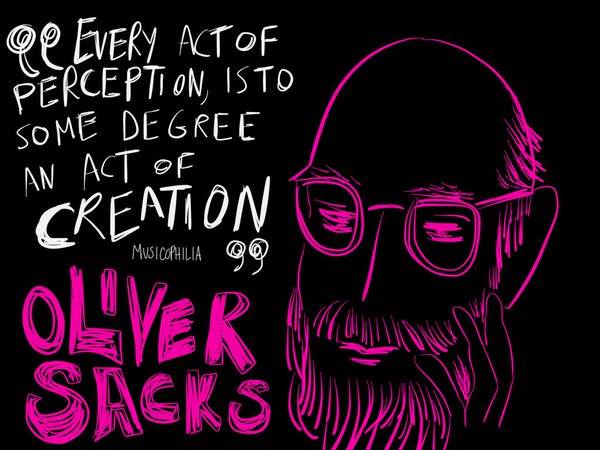 “EVERY ACT OF
PERCEPTION, IS TO
SOME DEGREE
AN ACT OF
CREATION”
MUSICOPHILIA
OLIVER
SACKS